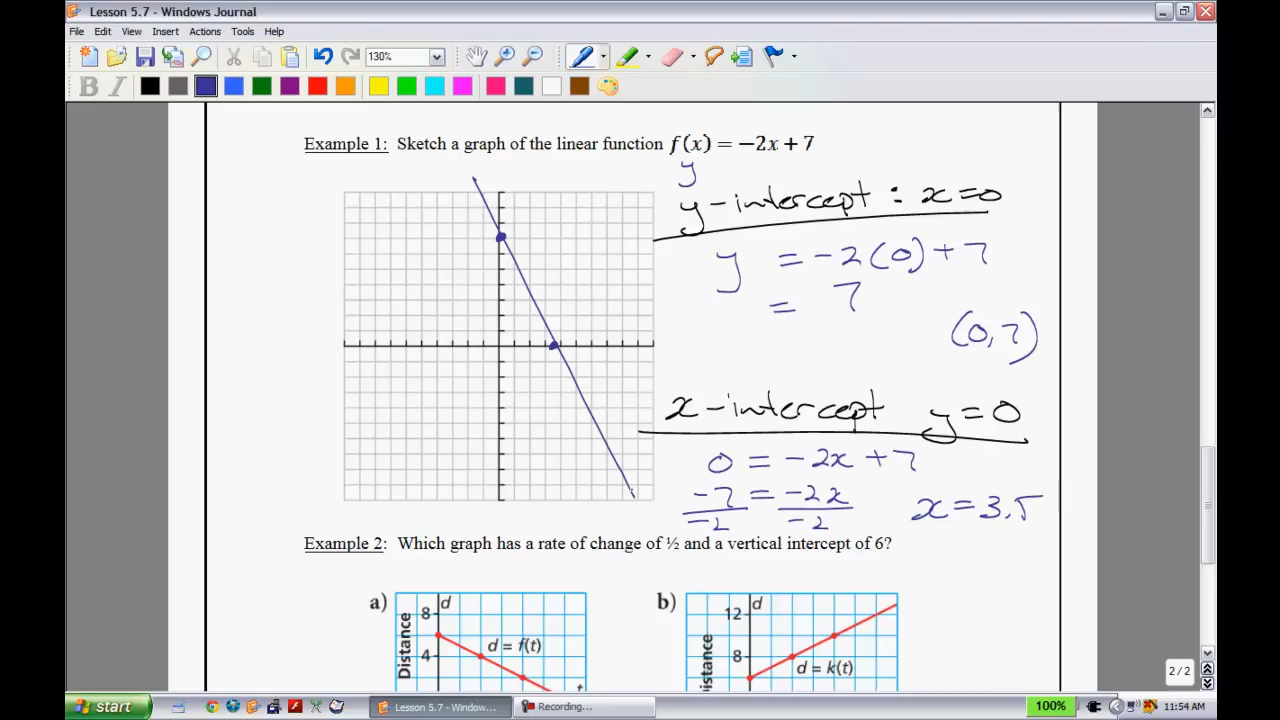 Lesson 5.7 - Windows Journal
File Edit View Insert Actions Tools Help
130%
B I
Example 1: Sketch a graph of the linear function f(x) = −2x + 7
y
y-intercept : x=0
y = -2(0)+7
= 7
(0,7)
x-intercept y=0
0 = -2x +7
-7 = -2x
-2 -2
x=3.5
Example 2: Which graph has a rate of change of ½ and a vertical intercept of 6?
a)
8
d
d = f(t)
4
Distance
t
b)
12
d
8
d = k(t)
Distance
2 / 2
start
Lesson 5.7 - Window...
Recording...
100%
11:54 AM